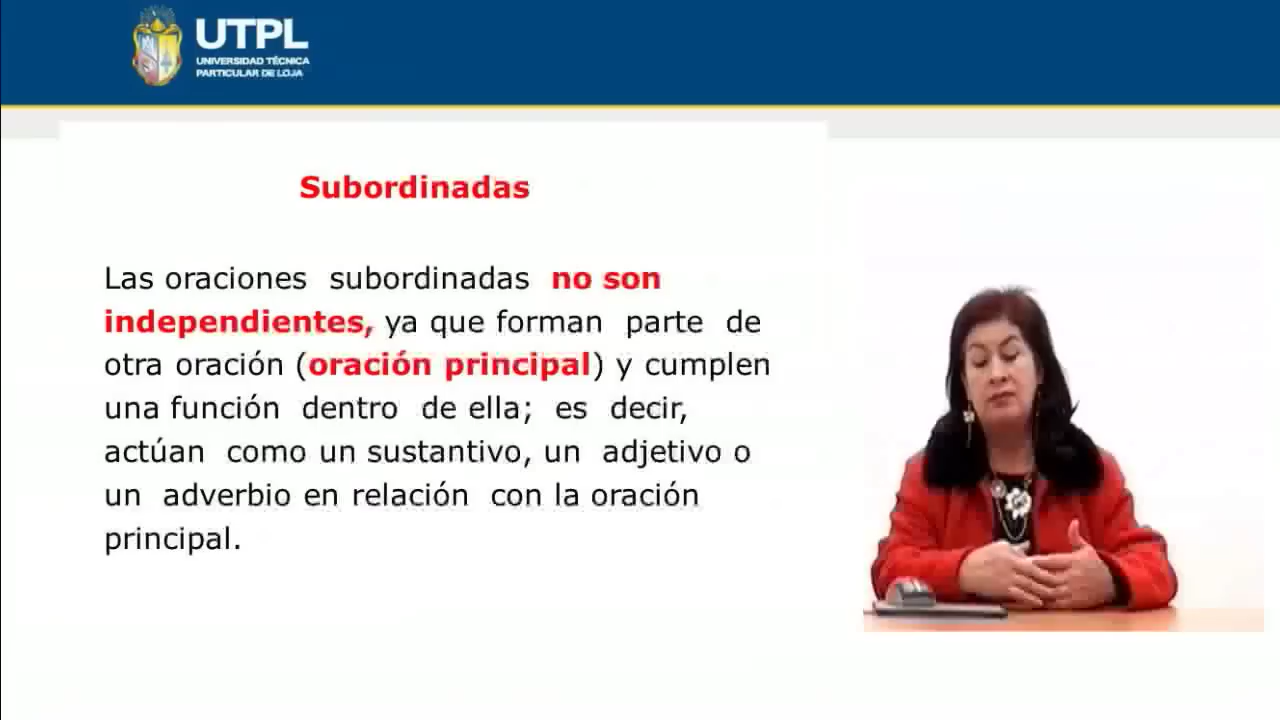 UTPL
UNIVERSIDAD TÉCNICA
PARTICULAR DE LOJA
Subordinadas
Las oraciones subordinadas no son
independientes, ya que forman parte de
otra oración (oración principal) y cumplen
una función dentro de ella; es decir,
actúan como un sustantivo, un adjetivo o
un adverbio en relación con la oración
principal.